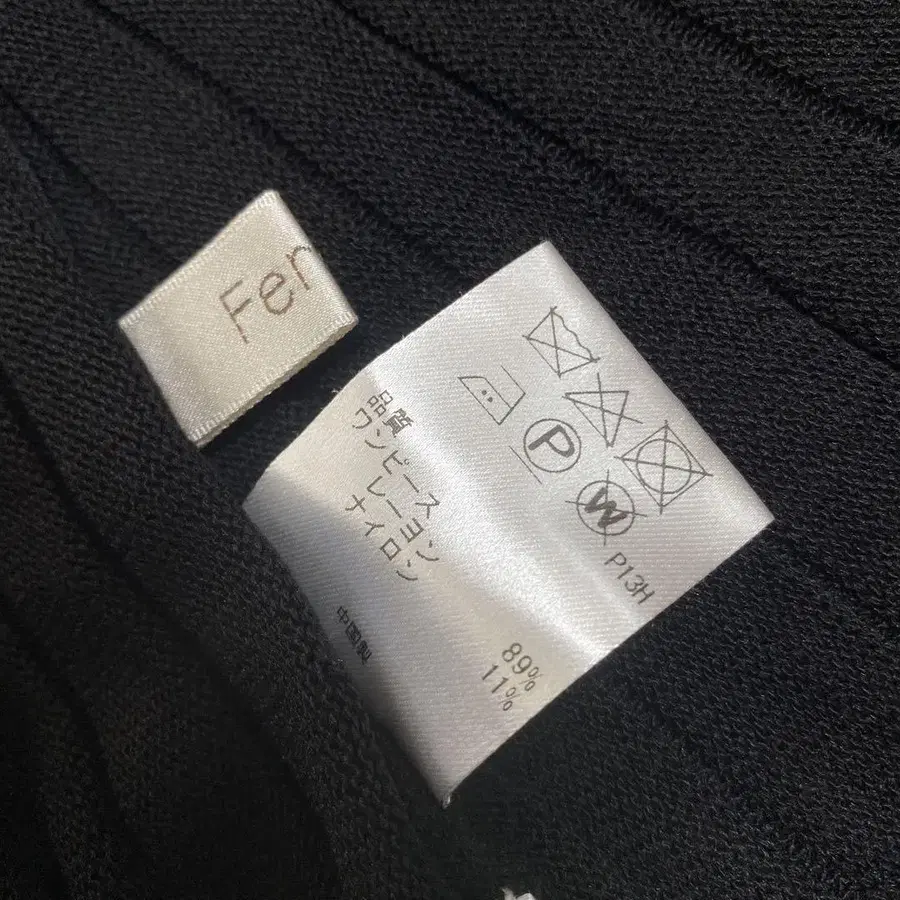 Fer
品質
ワンピース
レーヨン 89%
ナイロン 11%
中国製
P
W
P13H